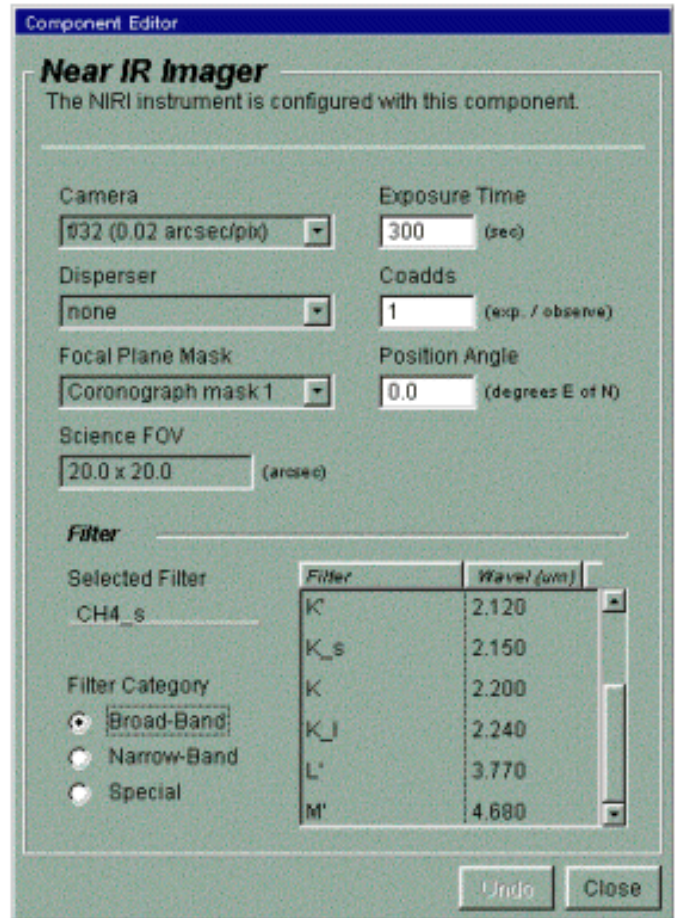 Component Editor
Near IR Imager
The NIRI instrument is configured with this component.
Camera Exposure Time
f/32 (0.02 arcsec/pix) 300 (sec)
Disperser Coadds
none 1 (exp. / observe)
Focal Plane Mask Position Angle
Coronograph mask 1 0.0 (degrees E of N)
Science FOV
20.0 x 20.0 (arcsec)
Filter
Selected Filter
CH4_s
Filter Category
Broad-Band
Narrow-Band
Special
Filter Wavel (um)
K' 2.120
K_s 2.150
K 2.200
K_l 2.240
L' 3.770
M' 4.680
Undo Close